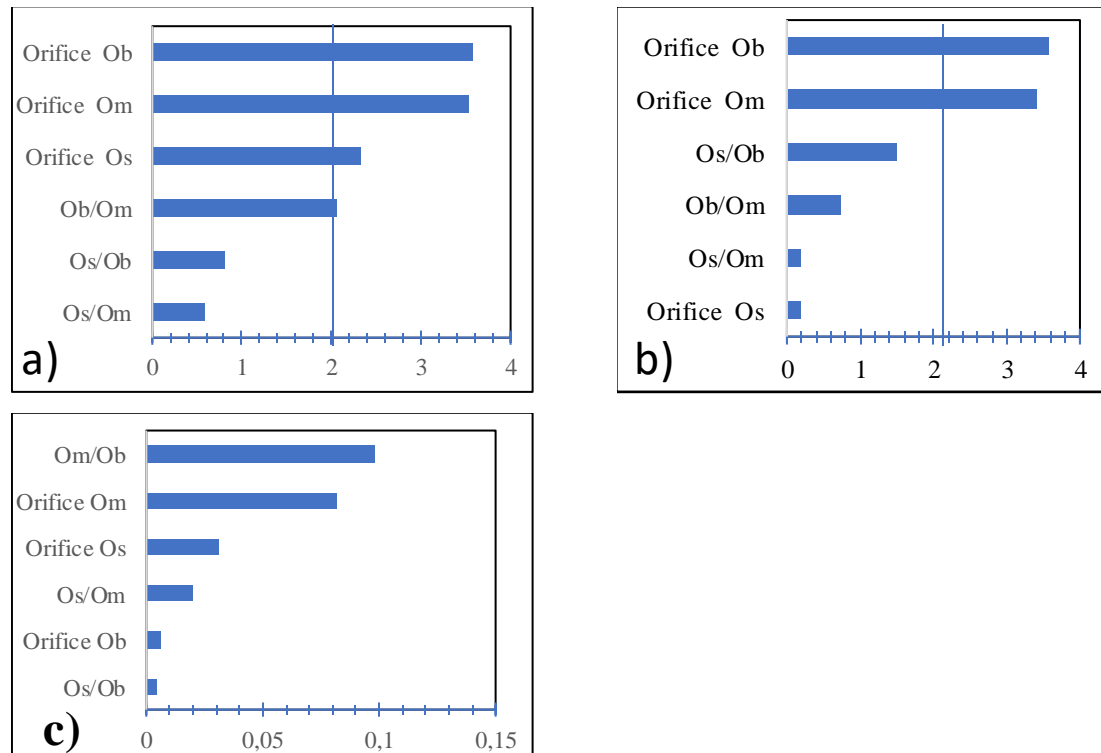 Orifice Ob
Orifice Om
Orifice Os
Ob/Om
Os/Ob
Os/Om
a)
0 1 2 3 4
Orifice Ob
Orifice Om
Os/Ob
Ob/Om
Os/Om
Orifice Os
b)
0 1 2 3 4
Om/Ob
Orifice Om
Orifice Os
Os/Om
Orifice Ob
Os/Ob
c)
0 0,05 0,1 0,15